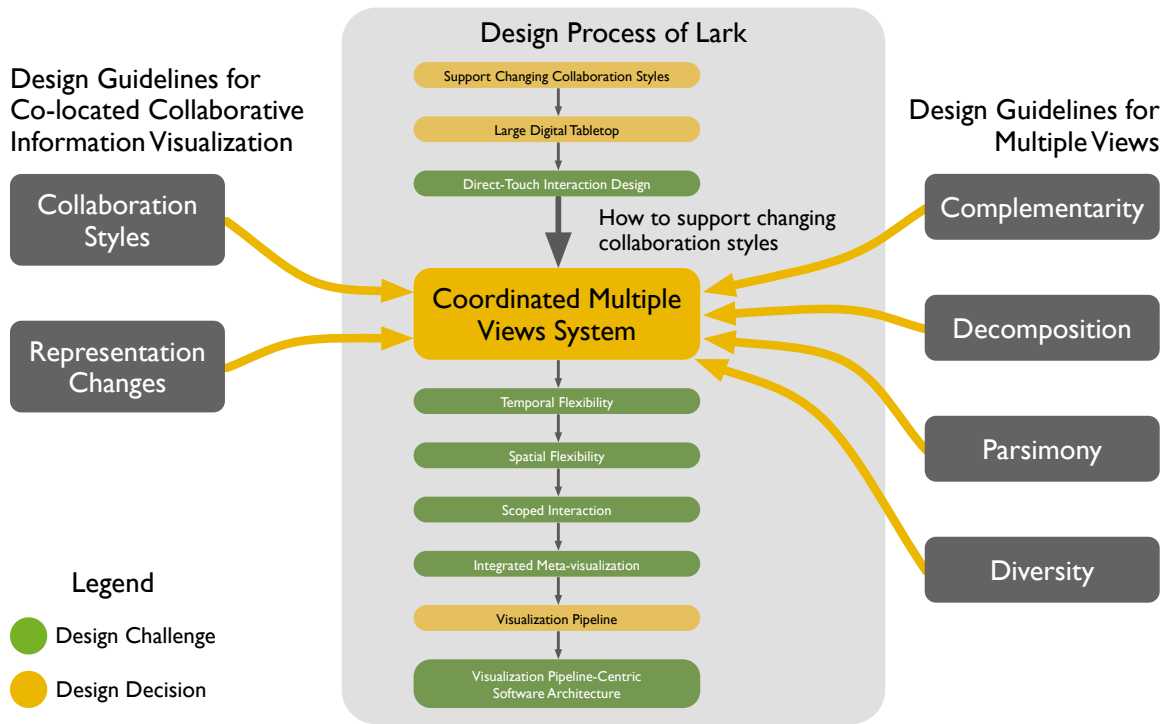 Design Process of Lark
Support Changing Collaboration Styles
Large Digital Tabletop
Direct-Touch Interaction Design
How to support changing
collaboration styles
Coordinated Multiple
Views System
Temporal Flexibility
Spatial Flexibility
Scoped Interaction
Integrated Meta-visualization
Visualization Pipeline
Visualization Pipeline-Centric
Software Architecture
Design Guidelines for
Co-located Collaborative
Information Visualization
Collaboration
Styles
Representation
Changes
Design Guidelines for
Multiple Views
Complementarity
Decomposition
Parsimony
Diversity
Legend
Design Challenge
Design Decision